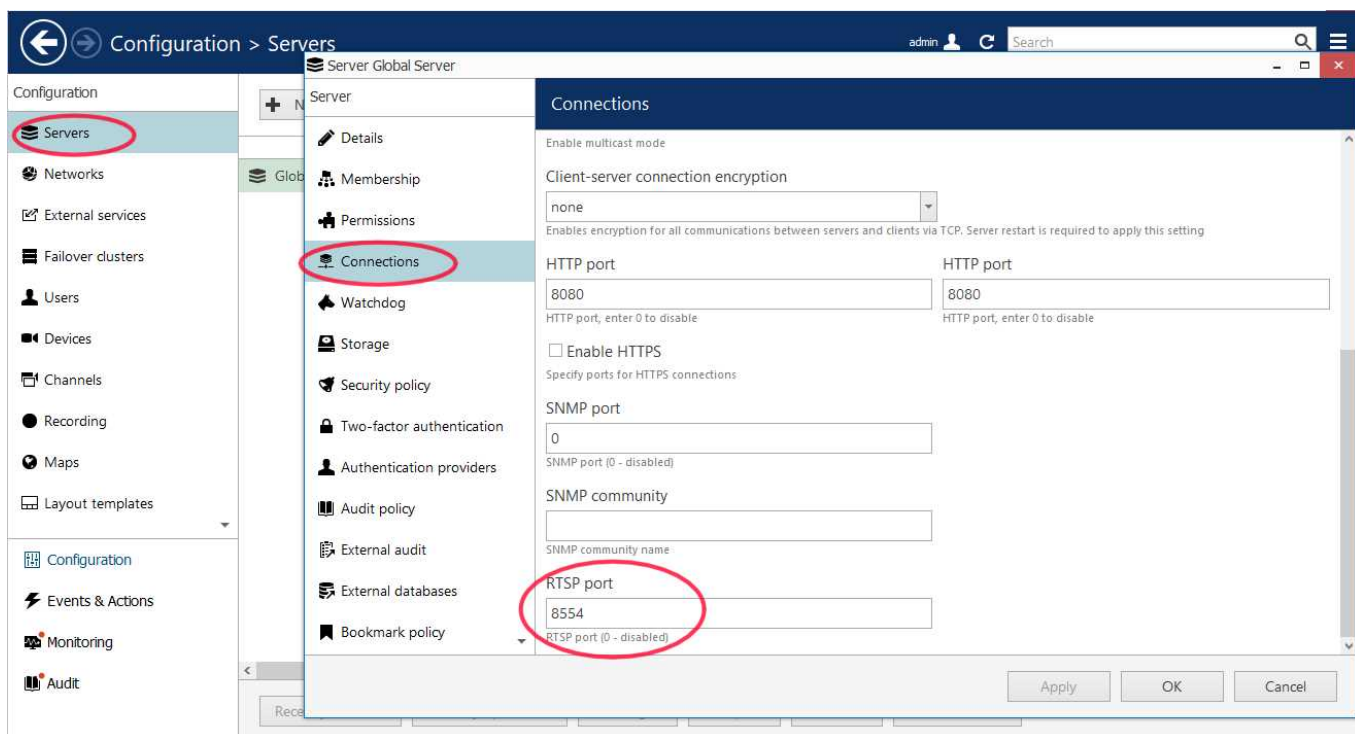 Configuration > Servers
admin
Search
Configuration
Servers
Networks
External services
Failover clusters
Users
Devices
Channels
Recording
Maps
Layout templates
Configuration
Events & Actions
Monitoring
Audit
Server Global Server
Server
Details
Membership
Permissions
Connections
Watchdog
Storage
Security policy
Two-factor authentication
Authentication providers
Audit policy
External audit
External databases
Bookmark policy
Connections
Enable multicast mode
Client-server connection encryption
none
Enables encryption for all communications between servers and clients via TCP. Server restart is required to apply this setting
HTTP port HTTP port
8080 8080
HTTP port, enter 0 to disable HTTP port, enter 0 to disable
Enable HTTPS
Specify ports for HTTPS connections
SNMP port
0
SNMP port (0 - disabled)
SNMP community
SNMP community name
RTSP port
8554
RTSP port (0 - disabled)
Apply OK Cancel